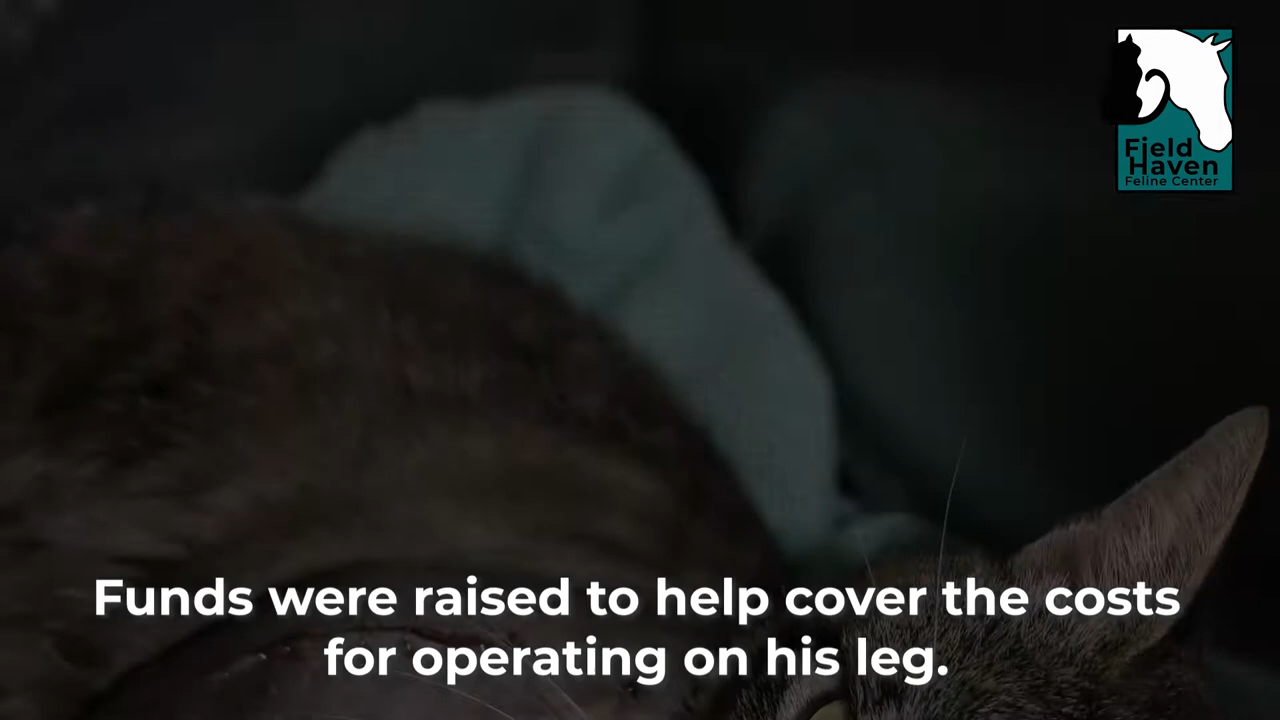 Field
Haven
Feline Center
Funds were raised to help cover the costs
for operating on his leg.